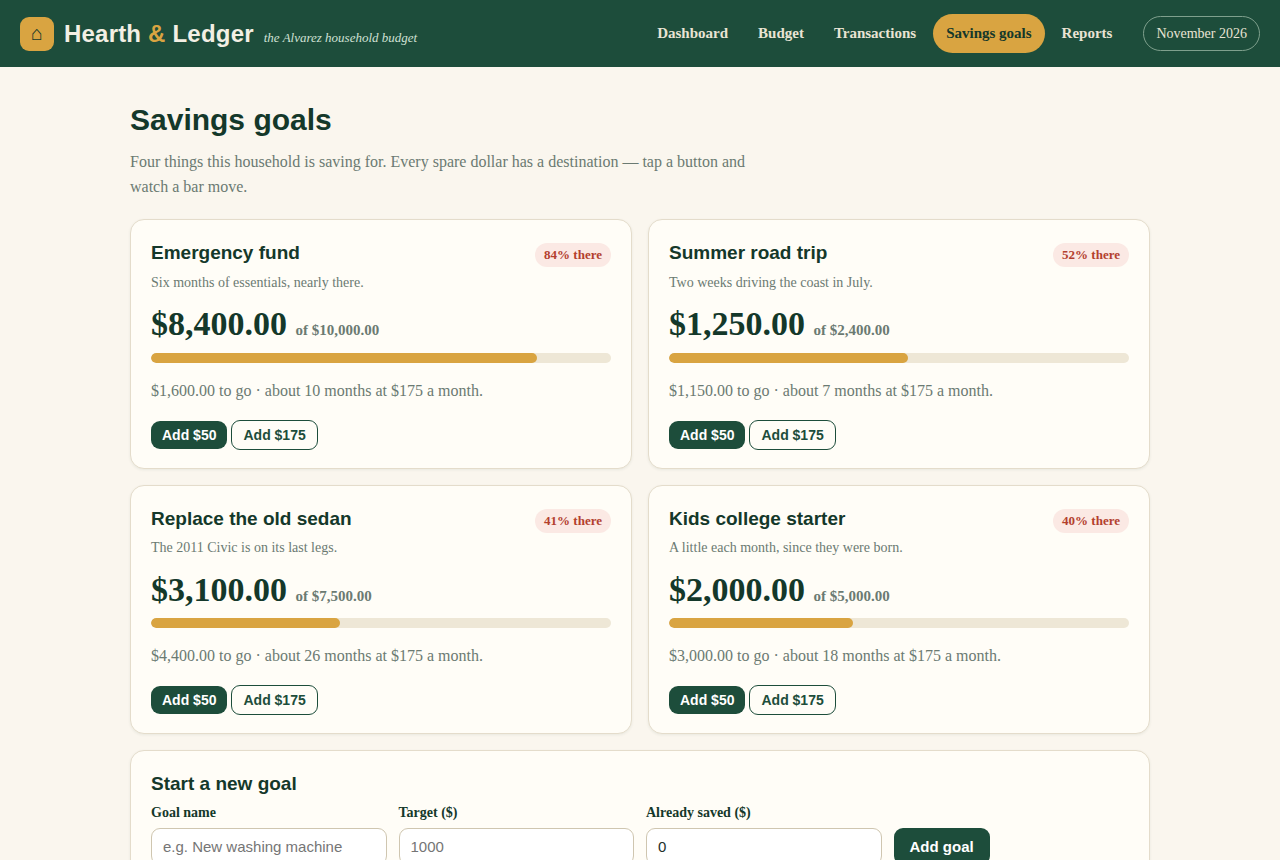 Hearth & Ledger the Alvarez household budget Dashboard Budget Transactions Savings goals Reports November 2026
Savings goals
Four things this household is saving for. Every spare dollar has a destination — tap a button and
watch a bar move.
Emergency fund 84% there
Six months of essentials, nearly there.
$8,400.00 of $10,000.00
$1,600.00 to go · about 10 months at $175 a month.
Add $50 Add $175
Summer road trip 52% there
Two weeks driving the coast in July.
$1,250.00 of $2,400.00
$1,150.00 to go · about 7 months at $175 a month.
Add $50 Add $175
Replace the old sedan 41% there
The 2011 Civic is on its last legs.
$3,100.00 of $7,500.00
$4,400.00 to go · about 26 months at $175 a month.
Add $50 Add $175
Kids college starter 40% there
A little each month, since they were born.
$2,000.00 of $5,000.00
$3,000.00 to go · about 18 months at $175 a month.
Add $50 Add $175
Start a new goal
Goal name Target ($) Already saved ($)
e.g. New washing machine 1000 0 Add goal